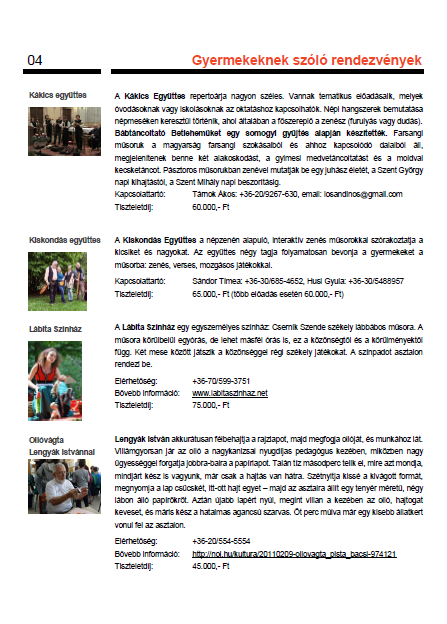 04 Gyermekeknek szóló rendezvények
Kákics együttes
A Kákics Együttes repertoárja nagyon széles. Vannak tematikus előadásaik, melyek
óvodásoknak vagy iskolásoknak az oktatáshoz kapcsolhatók. Népi hangszerek bemutatása
népmeséken keresztül történik, ahol általában a főszereplő a zenész (furulyás vagy dudás).
Bábtáncoltató Betlehemüket egy somogyi gyűjtés alapján készítették. Farsangi
műsoruk a magyarság farsangi szokásaiból és ahhoz kapcsolódó dalaiból áll,
megjelenítenek benne két alakoskodást, a gyimesi medvetáncoltatást és a moldvai
kecsketáncot. Pásztoros műsorukban zenével mutatják be egy juhász életét, a Szent György
napi kihajtástól, a Szent Mihály napi beszorításig.
Kapcsolattartó: Támok Ákos: +36-20/9267-630, email: losandinos@gmail.com
Tiszteletdíj: 60.000,- Ft
Kiskondás együttes
A Kiskondás Együttes a népzenén alapuló, interaktív zenés műsorokkal szórakoztatja a
kicsiket és nagyokat. Az együttes négy tagja folyamatosan bevonja a gyermekeket a
műsorba: zenés, verses, mozgásos játékokkal.
Kapcsolattartó: Sándor Tímea: +36-30/685-4652, Husi Gyula: +36-30/5488957
Tiszteletdíj: 65.000,- Ft (több előadás esetén 60.000,- Ft)
Lábita Színház
A Lábita Színház egy egyszemélyes színház: Csernik Szende székely lábbábos műsora. A
műsora körülbelül egyórás, de lehet másfél órás is, ez a közönségtől és a körülményektől
függ. Két mese között játszik a közönséggel régi székely játékokat. A színpadot asztalon
rendezi be.
Elérhetőség: +36-70/599-3751
Bővebb információ: www.labitaszinhaz.net
Tiszteletdíj: 75.000,- Ft
Ollóvágta
Lengyák Istvánnal
Lengyák István akkurátusan félbehajtja a rajzlapot, majd megfogja ollóját, és munkához lát.
Villámgyorsan jár az olló a nagykanizsai nyugdíjas pedagógus kezében, miközben nagy
ügyességgel forgatja jobbra-balra a papírlapot. Talán tíz másodperc telik el, mire azt mondja,
mindjárt kész is vagyunk, már csak a hajtás van hátra. Szétnyitja kissé a kivágott formát,
megnyomja a lap csücskét, itt-ott hajt egyet – majd az asztalra állít egy tenyér méretű, négy
lábon álló papírökröt. Aztán újabb lapért nyúl, megint villan a kezében az olló, hajtogat
keveset, és máris kész a hatalmas agancsú szarvas. Öt perc múlva már egy kisebb állatkert
vonul fel az asztalon.
Elérhetőség: +36-20/554-5554
Bővebb információ: http://nol.hu/kultura/20110209-ollovagta_pista_bacsi-974121
Tiszteletdíj: 45.000,- Ft